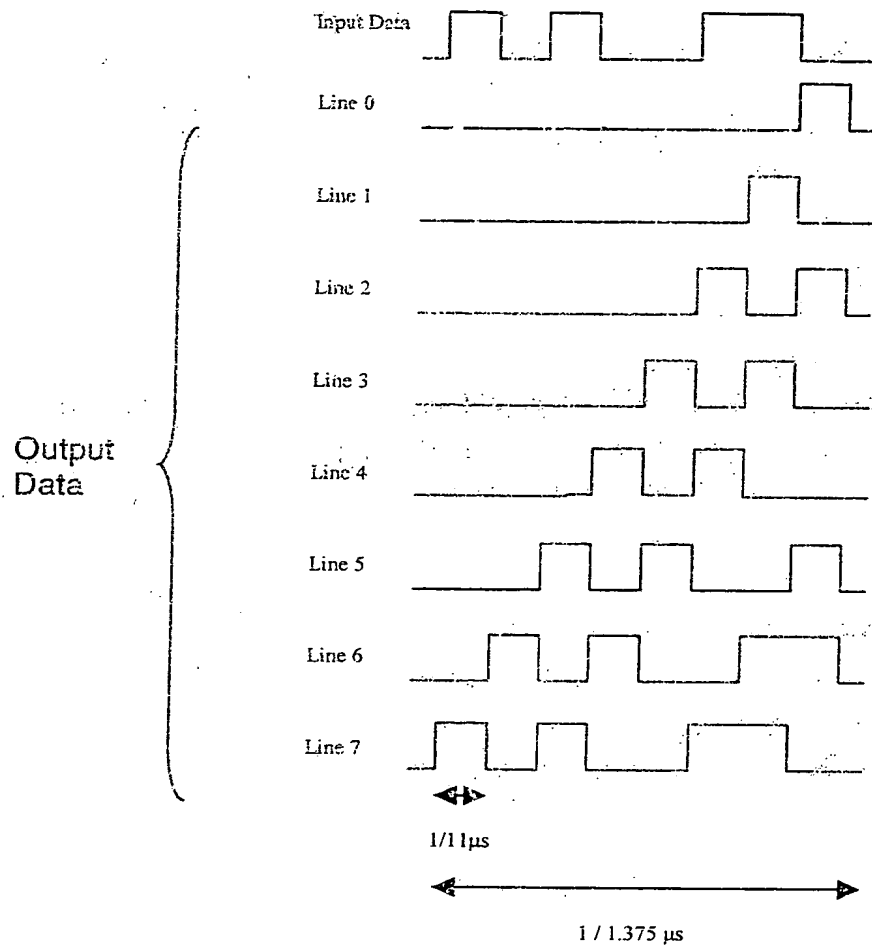 Input Data
Line 0
Line 1
Line 2
Line 3
Line 4
Output
Data
Line 5
Line 6
Line 7
1/11µs
1 / 1.375 µs